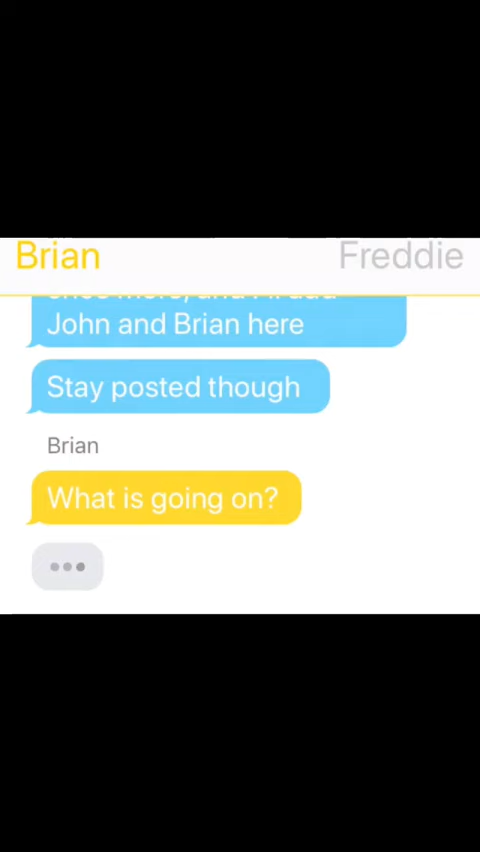 Brian Freddie
John and Brian here
Stay posted though
Brian
What is going on?